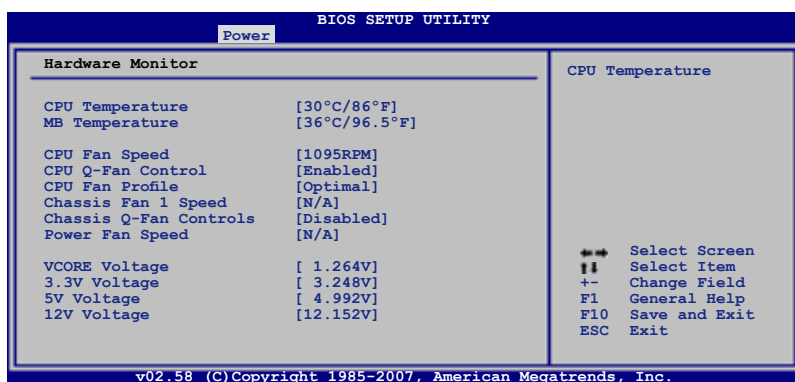 BIOS SETUP UTILITY
Power
Hardware Monitor
CPU Temperature [30°C/86°F]
MB Temperature [36°C/96.5°F]
CPU Fan Speed [1095RPM]
CPU Q-Fan Control [Enabled]
CPU Fan Profile [Optimal]
Chassis Fan 1 Speed [N/A]
Chassis Q-Fan Controls [Disabled]
Power Fan Speed [N/A]
VCORE Voltage [ 1.264V]
3.3V Voltage [ 3.248V]
5V Voltage [ 4.992V]
12V Voltage [12.152V]
CPU Temperature
←→ Select Screen
↑↓ Select Item
+- Change Field
F1 General Help
F10 Save and Exit
ESC Exit
v02.58 (C)Copyright 1985-2007, American Megatrends, Inc.